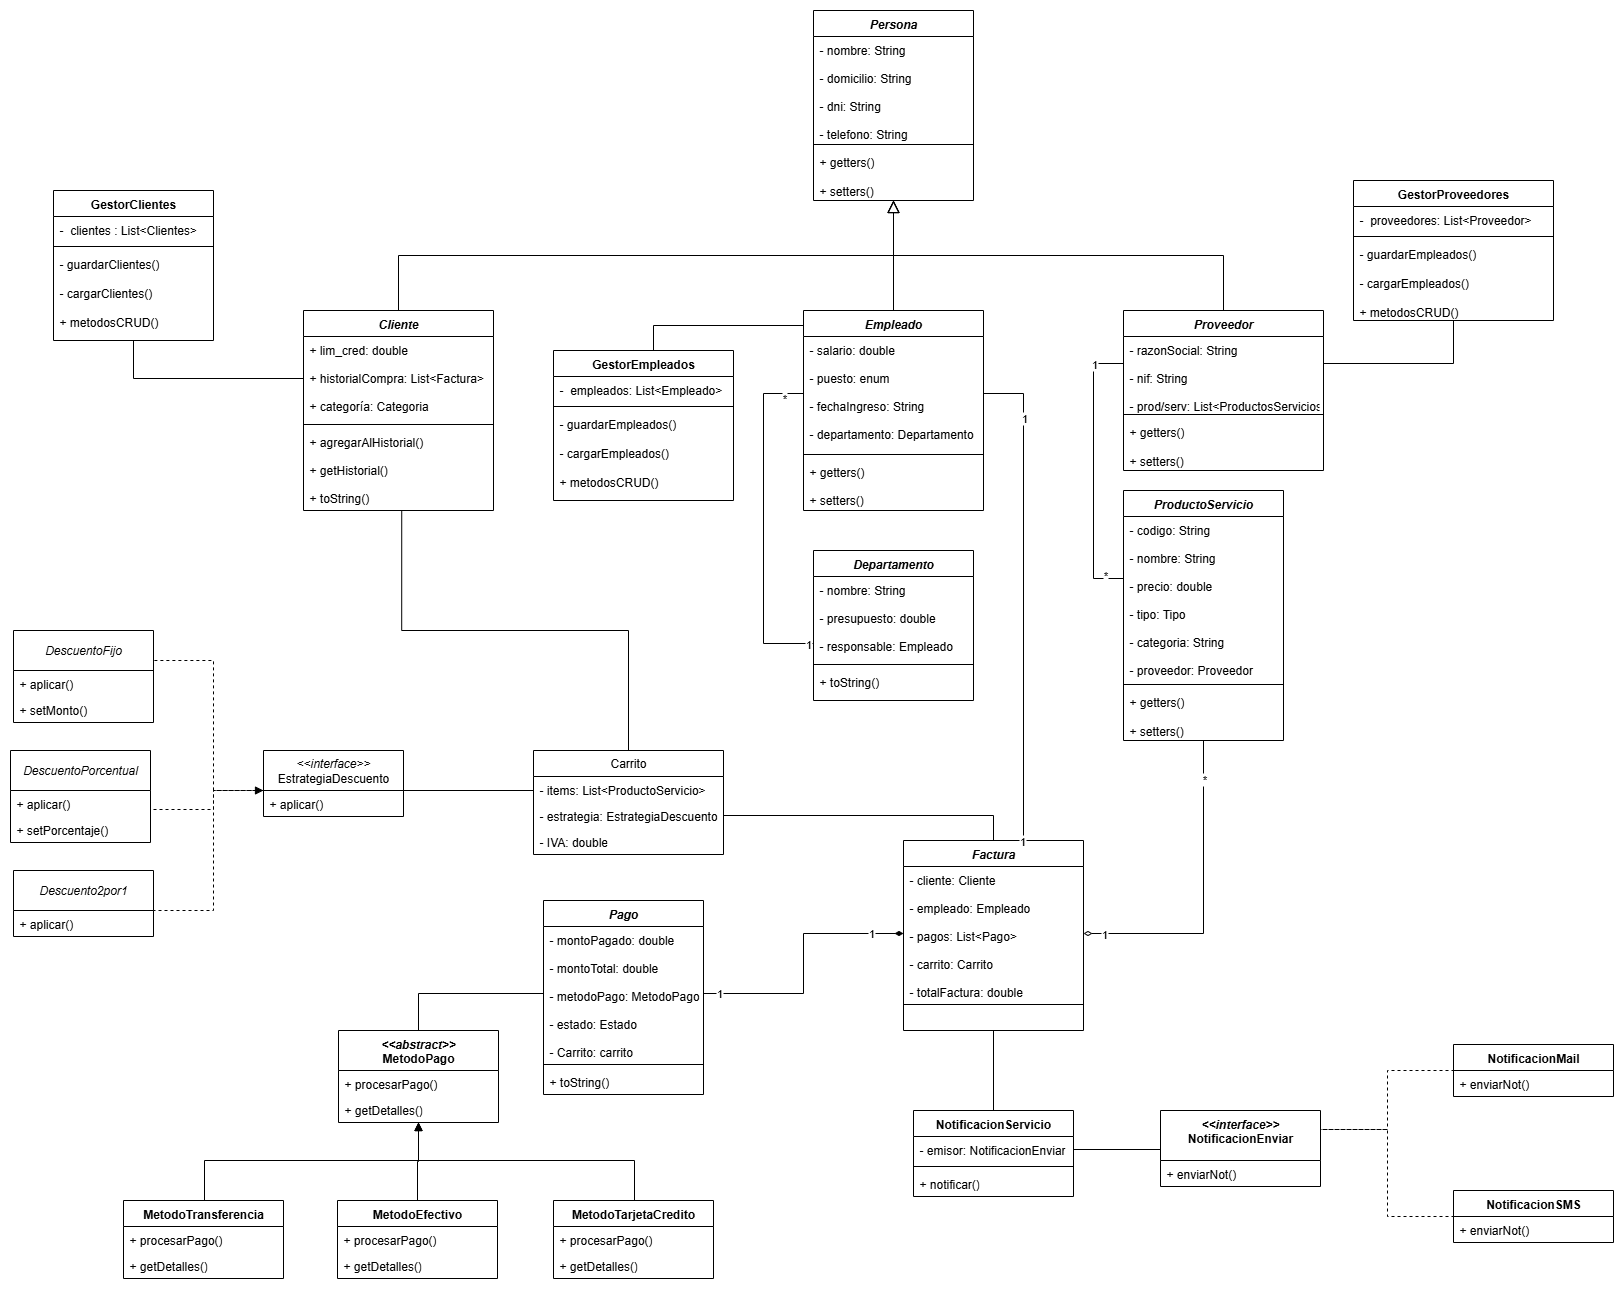 Persona
- nombre: String
- domicilio: String
- dni: String
- telefono: String
+ getters()
+ setters()
GestorClientes
- clientes : List<Clientes>
- guardarClientes()
- cargarClientes()
+ metodosCRUD()
GestorProveedores
- proveedores: List<Proveedor>
- guardarEmpleados()
- cargarEmpleados()
+ metodosCRUD()
Cliente
+ lim_cred: double
+ historialCompra: List<Factura>
+ categoría: Categoria
+ agregarAlHistorial()
+ getHistorial()
+ toString()
GestorEmpleados
- empleados: List<Empleado>
- guardarEmpleados()
- cargarEmpleados()
+ metodosCRUD()
Empleado
- salario: double
- puesto: enum
- fechaIngreso: String
- departamento: Departamento
+ getters()
+ setters()
*
1
1
Proveedor
- razonSocial: String
- nif: String
- prod/serv: List<ProductosServicios
+ getters()
+ setters()
1
*
ProductoServicio
- codigo: String
- nombre: String
- precio: double
- tipo: Tipo
- categoria: String
- proveedor: Proveedor
+ getters()
+ setters()
*
Departamento
- nombre: String
- presupuesto: double
- responsable: Empleado
+ toString()
DescuentoFijo
+ aplicar()
+ setMonto()
DescuentoPorcentual
+ aplicar()
+ setPorcentaje()
Descuento2por1
+ aplicar()
<<interface>>
EstrategiaDescuento
+ aplicar()
Carrito
- items: List<ProductoServicio>
- estrategia: EstrategiaDescuento
- IVA: double
1
Factura
- cliente: Cliente
- empleado: Empleado
- pagos: List<Pago>
- carrito: Carrito
- totalFactura: double
1
1
1
Pago
- montoPagado: double
- montoTotal: double
- metodoPago: MetodoPago
- estado: Estado
- Carrito: carrito
+ toString()
<<abstract>>
MetodoPago
+ procesarPago()
+ getDetalles()
MetodoTransferencia
+ procesarPago()
+ getDetalles()
MetodoEfectivo
+ procesarPago()
+ getDetalles()
MetodoTarjetaCredito
+ procesarPago()
+ getDetalles()
NotificacionServicio
- emisor: NotificacionEnviar
+ notificar()
<<interface>>
NotificacionEnviar
+ enviarNot()
NotificacionMail
+ enviarNot()
NotificacionSMS
+ enviarNot()